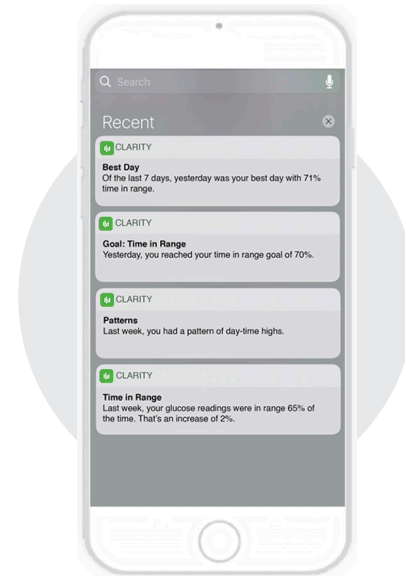 Search
Recent
CLARITY
Best Day
Of the last 7 days, yesterday was your best day with 71%
time in range.
CLARITY
Goal: Time in Range
Yesterday, you reached your time in range goal of 70%.
CLARITY
Patterns
Last week, you had a pattern of day-time highs.
CLARITY
Time in Range
Last week, your glucose readings were in range 65% of
the time. That’s an increase of 2%.